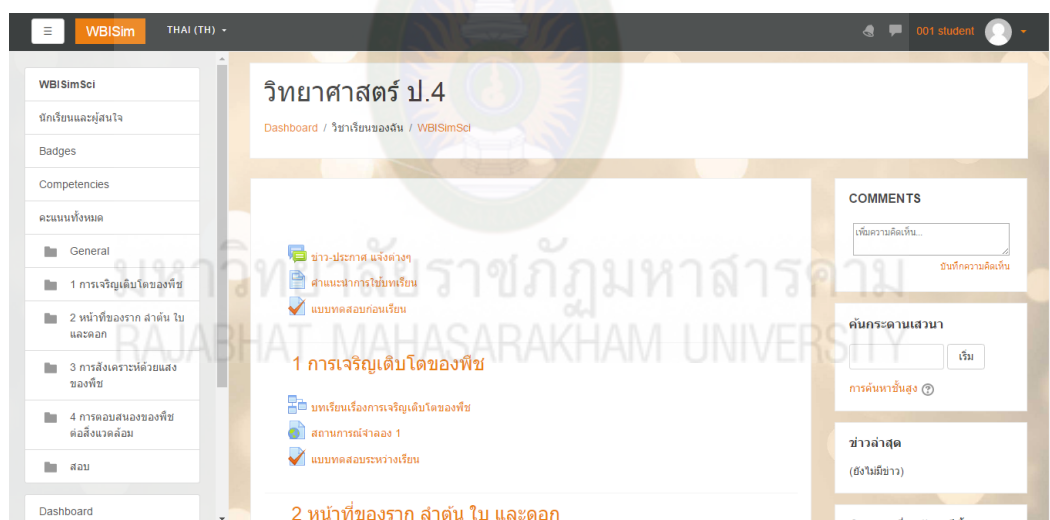 WBISim
THAI (TH)
001 student
WBISimSci
นักเรียนและผู้สนใจ
Badges
Competencies
คะแนนทั้งหมด
General
1 การเจริญเติบโตของพืช
2 หน้าที่ของราก ลำต้น ใบ
และดอก
3 การสังเคราะห์ด้วยแสง
ของพืช
4 การตอบสนองของพืช
ต่อสิ่งแวดล้อม
สอบ
Dashboard
วิทยาศาสตร์ ป.4
Dashboard / วิชาเรียนของฉัน / WBISimSci
ข่าว-ประกาศ แจ้งต่างๆ
คำแนะนำการใช้บทเรียน
แบบทดสอบก่อนเรียน
1 การเจริญเติบโตของพืช
บทเรียนเรื่องการเจริญเติบโตของพืช
สถานการณ์จำลอง 1
แบบทดสอบระหว่างเรียน
2 หน้าที่ของราก ลำต้น ใบ และดอก
COMMENTS
เพิ่มความคิดเห็น...
บันทึกความคิดเห็น
ค้นกระดานเสวนา
เริ่ม
การค้นหาขั้นสูง
ข่าวล่าสุด
(ยังไม่มีข่าว)
มหาวิทยาลัยราชภัฏมหาสารคาม
RAJABHAT MAHASARAKHAM UNIVERSITY